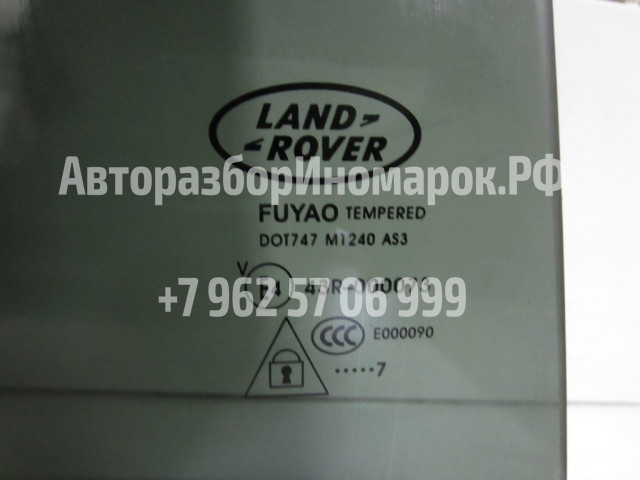 LAND
ROVER
АвторазборИномарок.РФ
FUYAO TEMPERED
DOT747 M1240 AS3
V
+7 962 57 06 999
CCC E000090
·····7